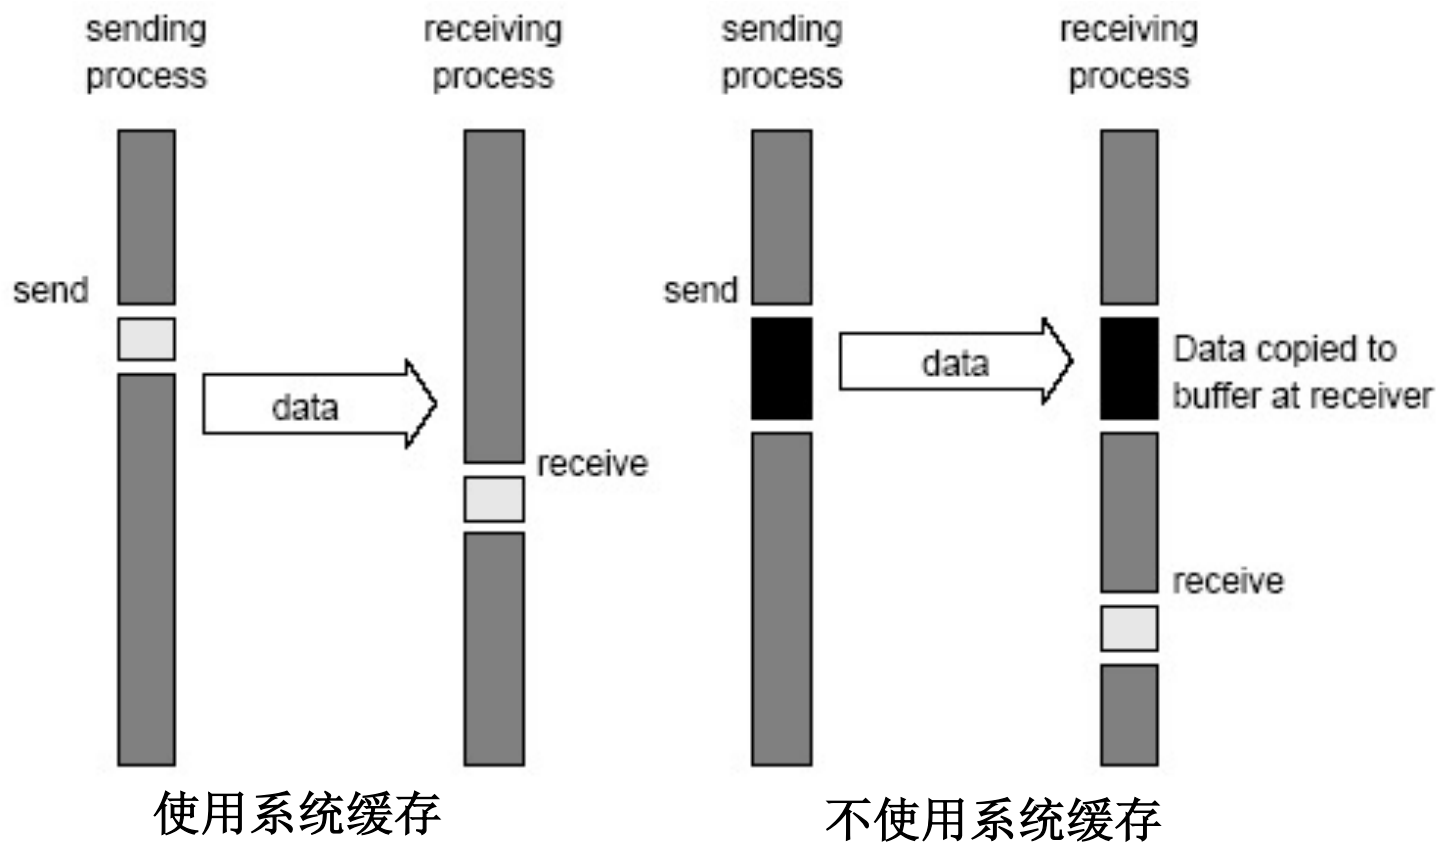 sending
process
receiving
process
send
data
receive
使用系统缓存
sending
process
receiving
process
send
data
Data copied to
buffer at receiver
receive
不使用系统缓存